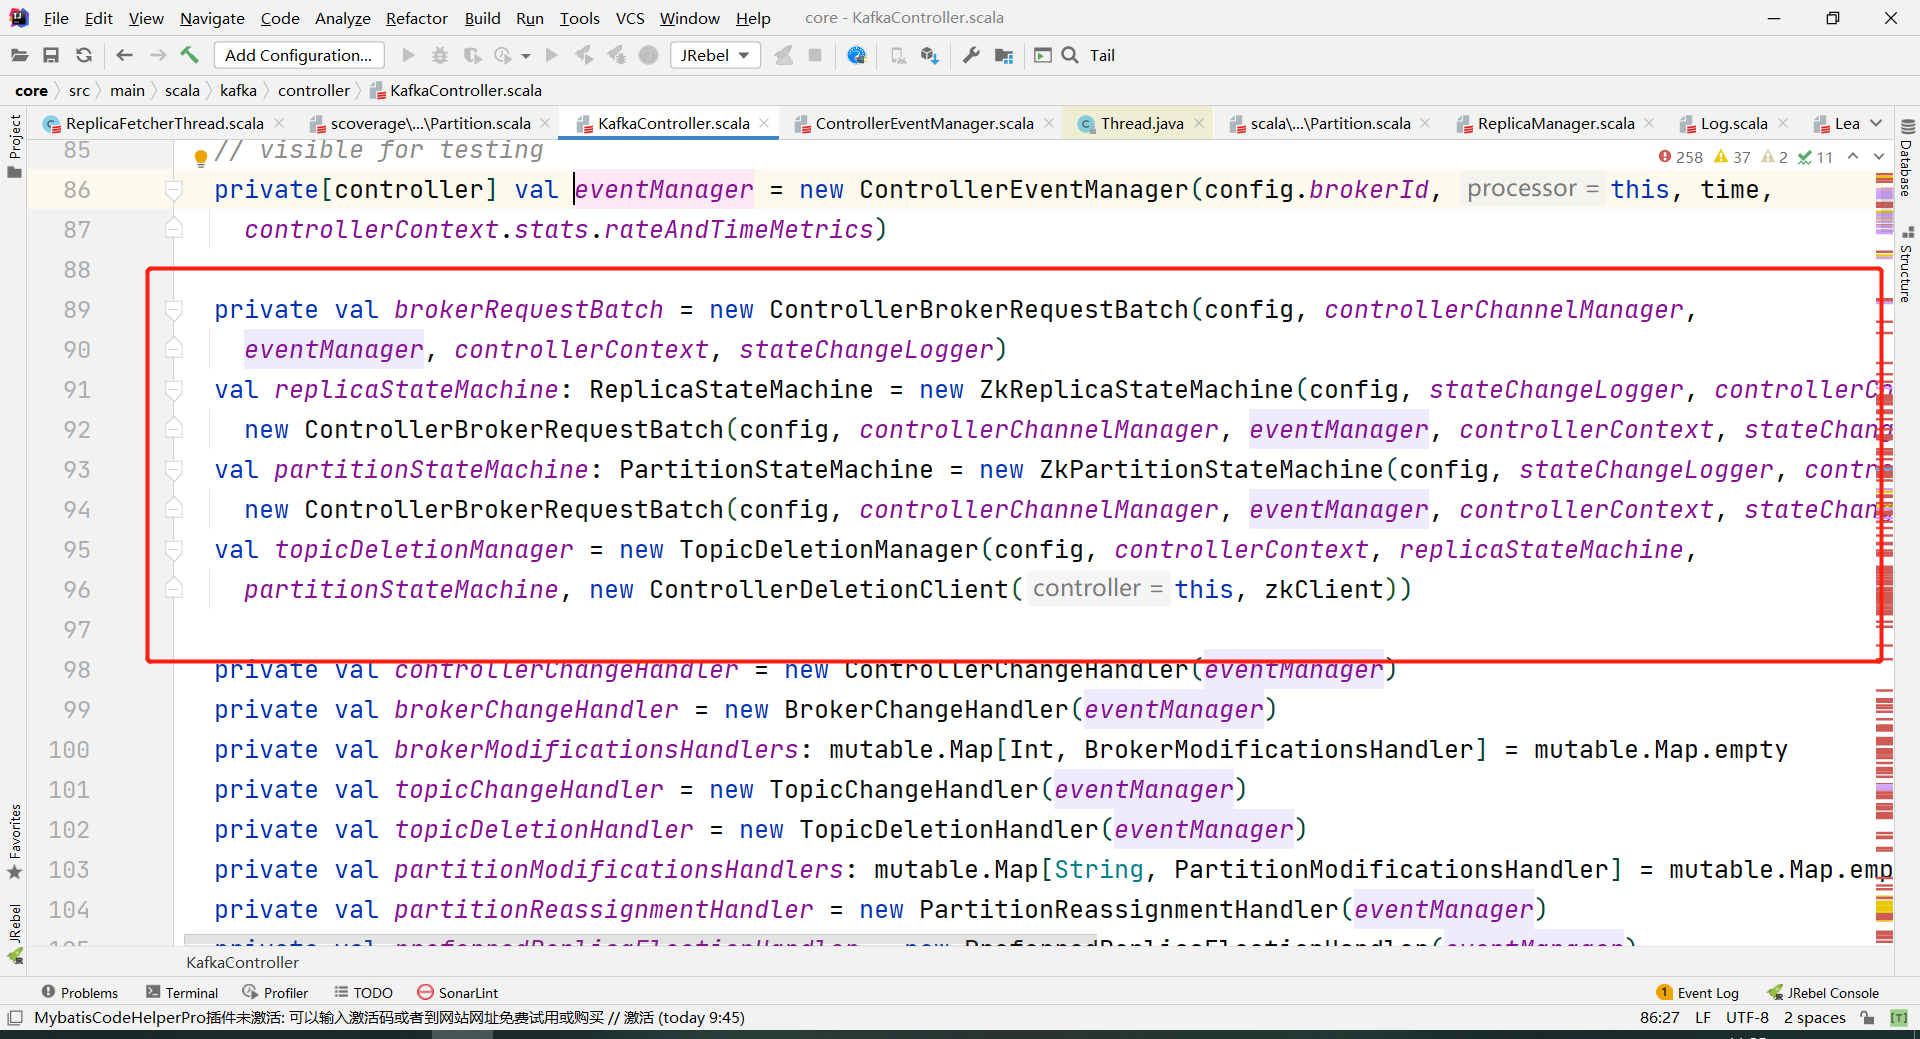 File Edit View Navigate Code Analyze Refactor Build Run Tools VCS Window Help core - KafkaController.scala
Add Configuration... JRebel Tail
core src main scala kafka controller KafkaController.scala
ReplicaFetcherThread.scala scoverage\...\Partition.scala KafkaController.scala ControllerEventManager.scala Thread.java scala\...\Partition.scala ReplicaManager.scala Log.scala Lea
258 37 2 11
Project
Favorites
JRebel
Database
Structure
85 // visible for testing
86 private[controller] val eventManager = new ControllerEventManager(config.brokerId, processor = this, time,
87 controllerContext.stats.rateAndTimeMetrics)
88
89 private val brokerRequestBatch = new ControllerBrokerRequestBatch(config, controllerChannelManager,
90 eventManager, controllerContext, stateChangeLogger)
91 val replicaStateMachine: ReplicaStateMachine = new ZkReplicaStateMachine(config, stateChangeLogger, controllerCo
92 new ControllerBrokerRequestBatch(config, controllerChannelManager, eventManager, controllerContext, stateChang
93 val partitionStateMachine: PartitionStateMachine = new ZkPartitionStateMachine(config, stateChangeLogger, contr
94 new ControllerBrokerRequestBatch(config, controllerChannelManager, eventManager, controllerContext, stateChang
95 val topicDeletionManager = new TopicDeletionManager(config, controllerContext, replicaStateMachine,
96 partitionStateMachine, new ControllerDeletionClient( controller = this, zkClient))
97
98 private val controllerChangeHandler = new ControllerChangeHandler(eventManager)
99 private val brokerChangeHandler = new BrokerChangeHandler(eventManager)
100 private val brokerModificationsHandlers: mutable.Map[Int, BrokerModificationsHandler] = mutable.Map.empty
101 private val topicChangeHandler = new TopicChangeHandler(eventManager)
102 private val topicDeletionHandler = new TopicDeletionHandler(eventManager)
103 private val partitionModificationsHandlers: mutable.Map[String, PartitionModificationsHandler] = mutable.Map.emp
104 private val partitionReassignmentHandler = new PartitionReassignmentHandler(eventManager)
105 private val preferredReplicaElectionHandler = new PreferredReplicaElectionHandler(eventManager)
KafkaController
Problems Terminal Profiler TODO SonarLint 1 Event Log JRebel Console
MybatisCodeHelperPro插件未激活: 可以输入激活码或者到网站网址免费试用或购买 // 激活 (today 9:45) 86:27 LF UTF-8 2 spaces [T]